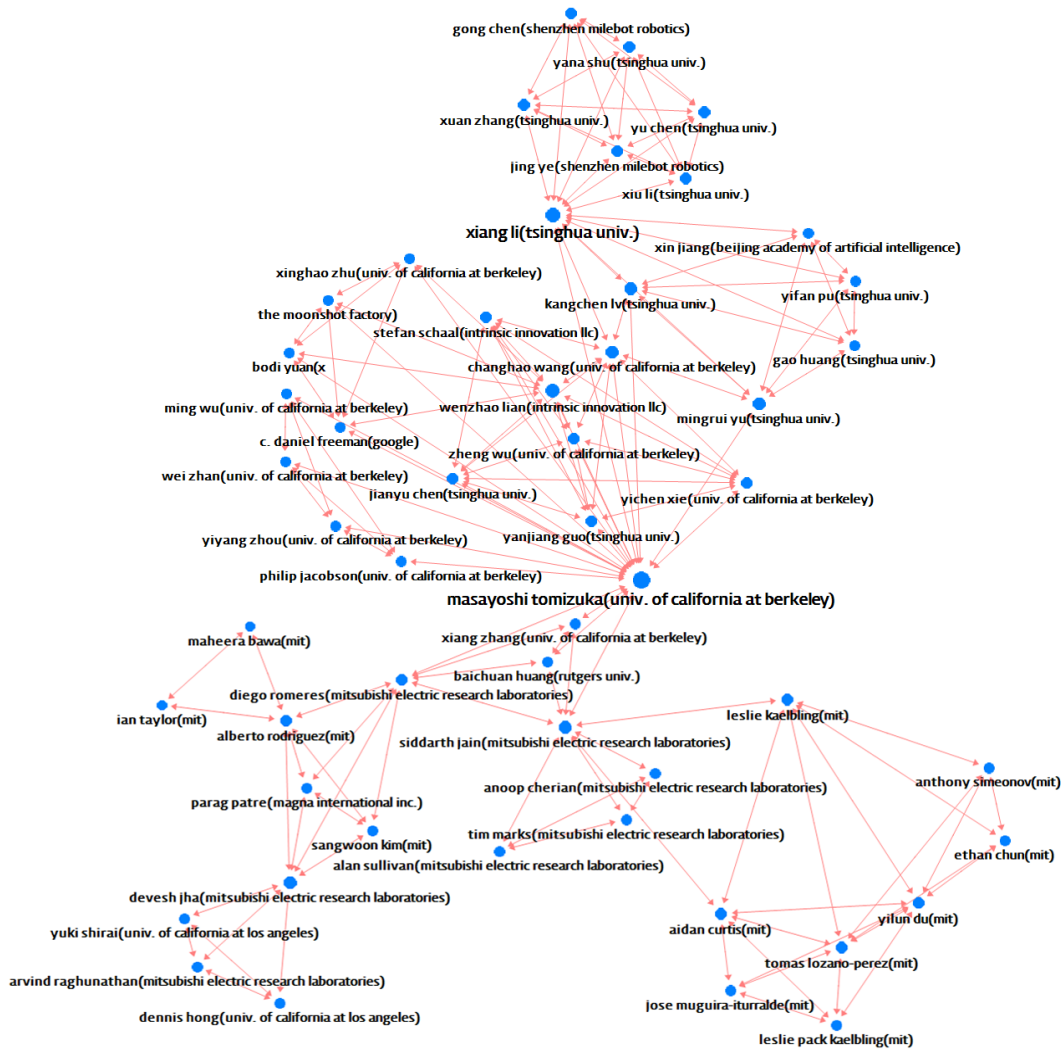 gong chen(shenzhen milebot robotics)
yana shu(tsinghua univ.)
xuan zhang(tsinghua univ.)
yu chen(tsinghua univ.)
jing ye(shenzhen milebot robotics)
xiu li(tsinghua univ.)
xiang li(tsinghua univ.)
xin jiang(beijing academy of artificial intelligence)
xinghao zhu(univ. of california at berkeley)
yifan pu(tsinghua univ.)
kangchen lv(tsinghua univ.)
the moonshot factory)
stefan schaal(intrinsic innovation llc)
gao huang(tsinghua univ.)
bodi yuan(x
changhao wang(univ. of california at berkeley)
ming wu(univ. of california at berkeley)
wenzhao lian(intrinsic innovation llc)
mingrui yu(tsinghua univ.)
c. daniel freeman(google)
zheng wu(univ. of california at berkeley)
wei zhan(univ. of california at berkeley)
jianyu chen(tsinghua univ.)
yichen xie(univ. of california at berkeley)
yanjiang guo(tsinghua univ.)
yiyang zhou(univ. of california at berkeley)
philip jacobson(univ. of california at berkeley)
masayoshi tomizuka(univ. of california at berkeley)
maheera bawa(mit)
xiang zhang(univ. of california at berkeley)
baichuan huang(rutgers univ.)
diego romeres(mitsubishi electric research laboratories)
ian taylor(mit)
leslie kaelbling(mit)
alberto rodriguez(mit)
siddarth jain(mitsubishi electric research laboratories)
anthony simeonov(mit)
anoop cherian(mitsubishi electric research laboratories)
parag patre(magna international inc.)
tim marks(mitsubishi electric research laboratories)
sangwoon kim(mit)
ethan chun(mit)
alan sullivan(mitsubishi electric research laboratories)
devesh jha(mitsubishi electric research laboratories)
yilun du(mit)
yuki shirai(univ. of california at los angeles)
aidan curtis(mit)
tomas lozano-perez(mit)
arvind raghunathan(mitsubishi electric research laboratories)
jose muguira-iturralde(mit)
dennis hong(univ. of california at los angeles)
leslie pack kaelbling(mit)